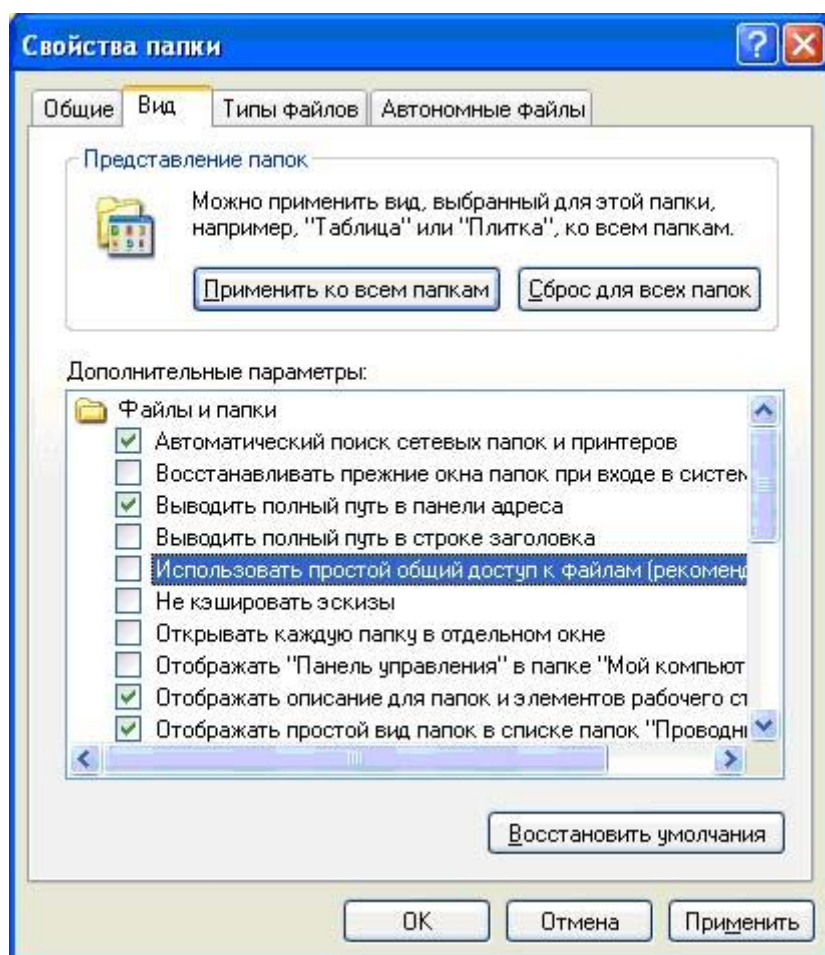 Свойства папки
Общие Вид Типы файлов Автономные файлы
Представление папок
Можно применить вид, выбранный для этой папки,
например, "Таблица" или "Плитка", ко всем папкам.
Применить ко всем папкам Сброс для всех папок
Дополнительные параметры:
Файлы и папки
Автоматический поиск сетевых папок и принтеров
Восстанавливать прежние окна папок при входе в систем
Выводить полный путь в панели адреса
Выводить полный путь в строке заголовка
Использовать простой общий доступ к файлам (рекоменд
Не кэшировать эскизы
Открывать каждую папку в отдельном окне
Отображать "Панель управления" в папке "Мой компьют
Отображать описание для папок и элементов рабочего ст
Отображать простой вид папок в списке папок "Проводни
Восстановить умолчания
ОК Отмена Применить